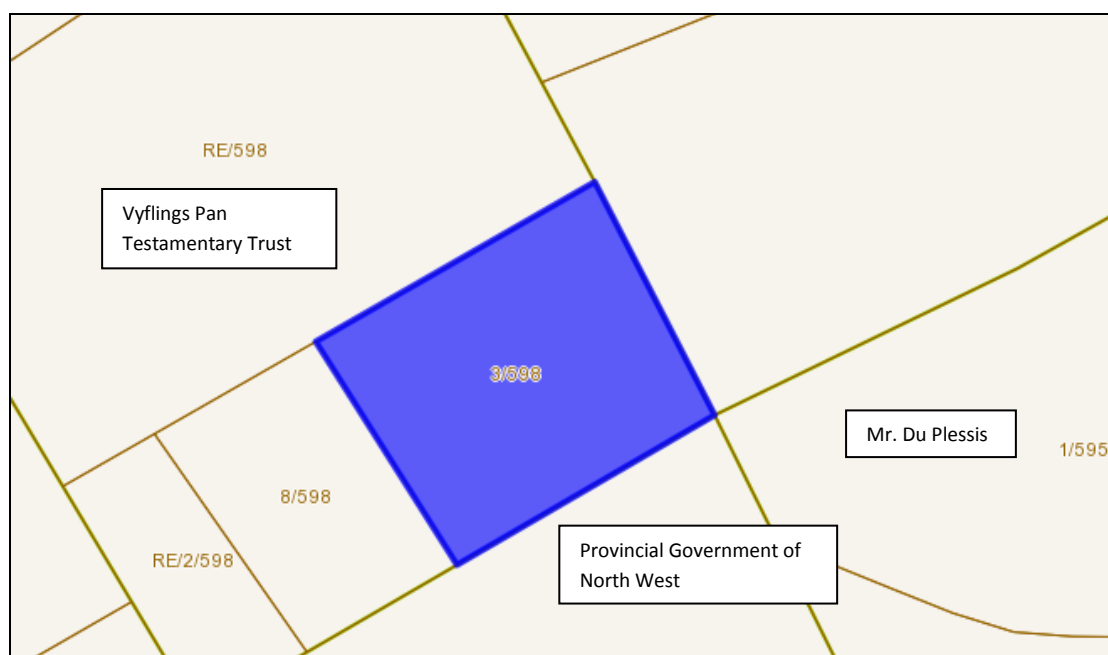 RE/598
Vyflings Pan
Testamentary Trust
3/598
Mr. Du Plessis
1/595
8/598
Provincial Government of
North West
RE/2/598